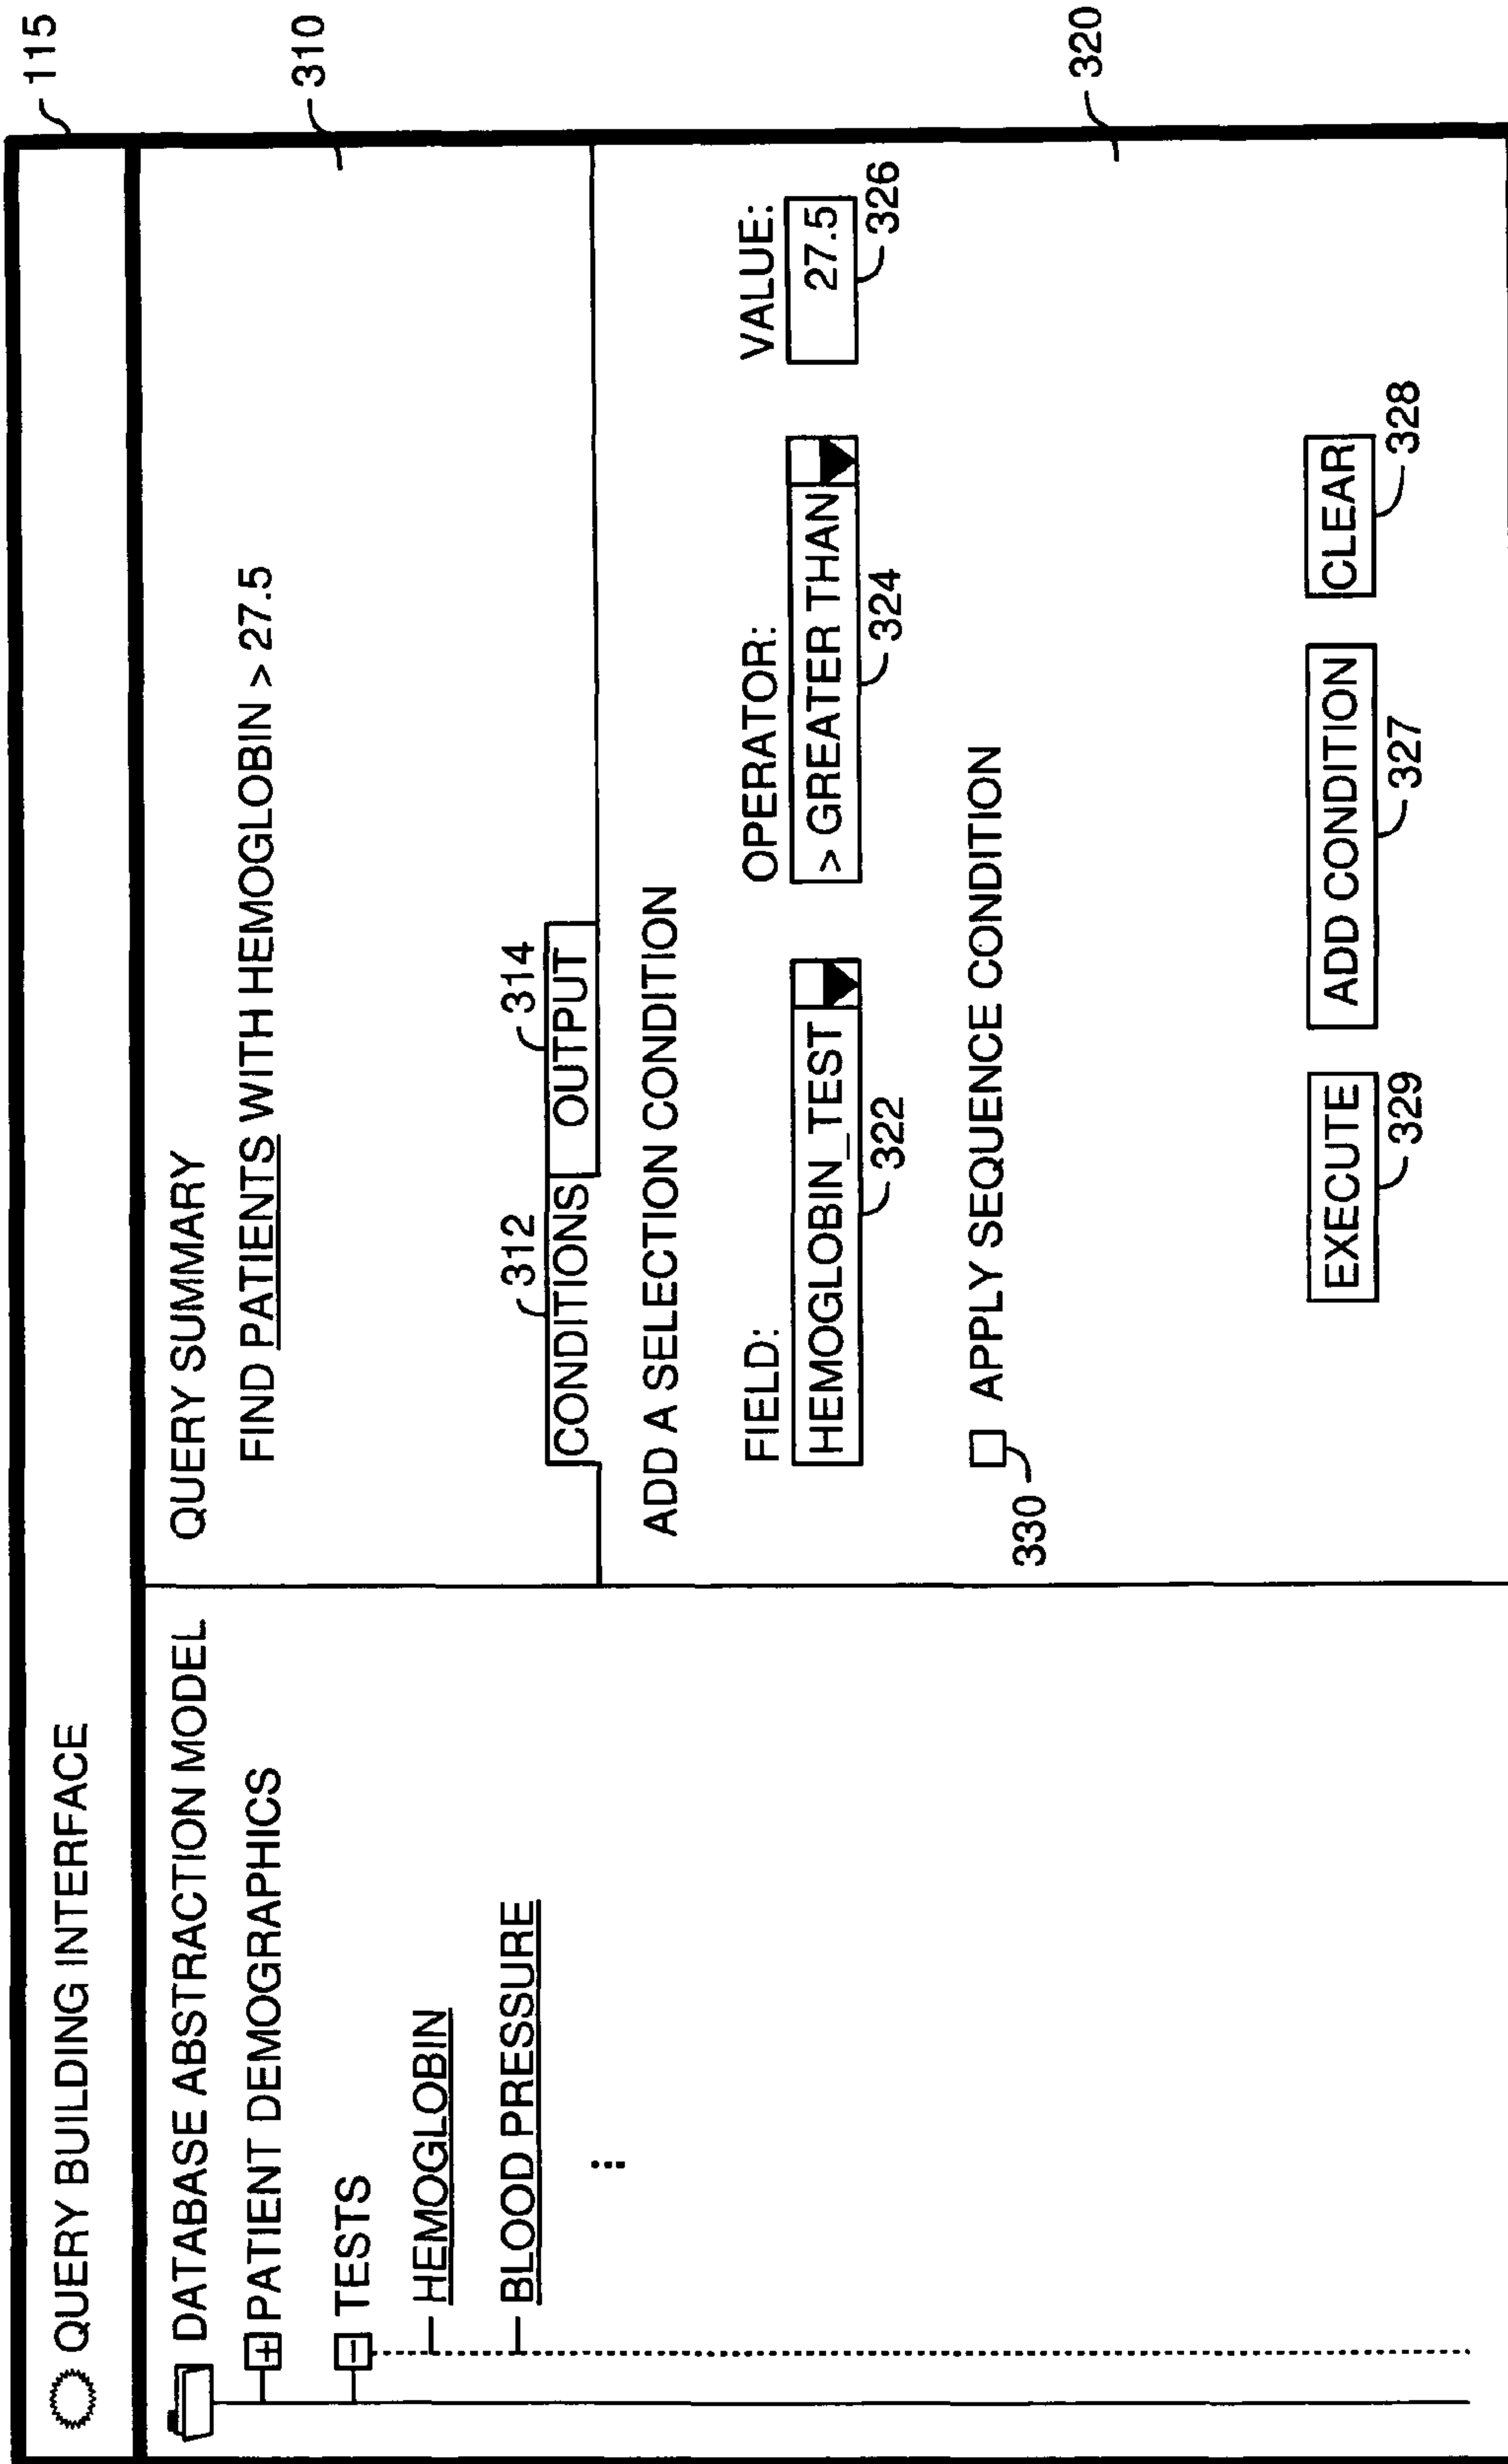 115
QUERY BUILDING INTERFACE
DATABASE ABSTRACTION MODEL
PATIENT DEMOGRAPHICS
TESTS
HEMOGLOBIN
BLOOD PRESSURE
...
QUERY SUMMARY
FIND PATIENTS WITH HEMOGLOBIN > 27.5
310
312 314
CONDITIONS OUTPUT
ADD A SELECTION CONDITION
FIELD: OPERATOR: VALUE:
HEMOGLOBIN_TEST > GREATER THAN 27.5
322 324 326
APPLY SEQUENCE CONDITION
330
320
EXECUTE ADD CONDITION CLEAR
329 327 328